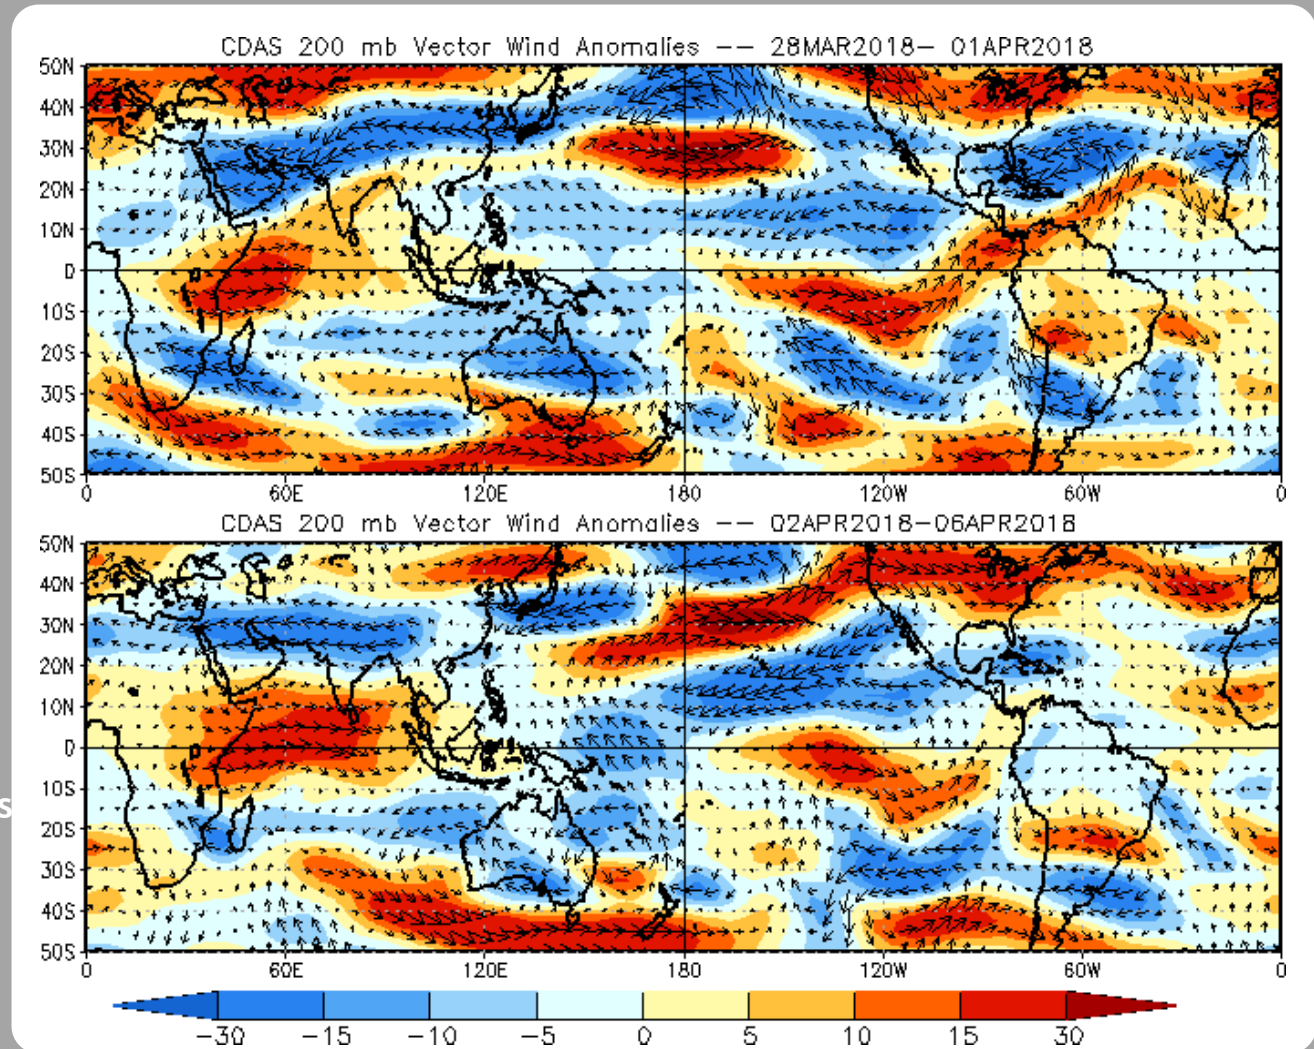 CDAS 200 mb Vector Wind Anomalies -- 28MAR2018- 01APR2018
50N
40N
30N
20N
10N
0
10S
20S
30S
40S
50S
0 60E 120E 180 120W 60W 0
CDAS 200 mb Vector Wind Anomalies -- 02APR2018-06APR2018
50N
40N
30N
20N
10N
0
10S
s
20S
30S
40S
50S
0 60E 120E 180 120W 60W 0
-30 -15 -10 -5 0 5 10 15 30